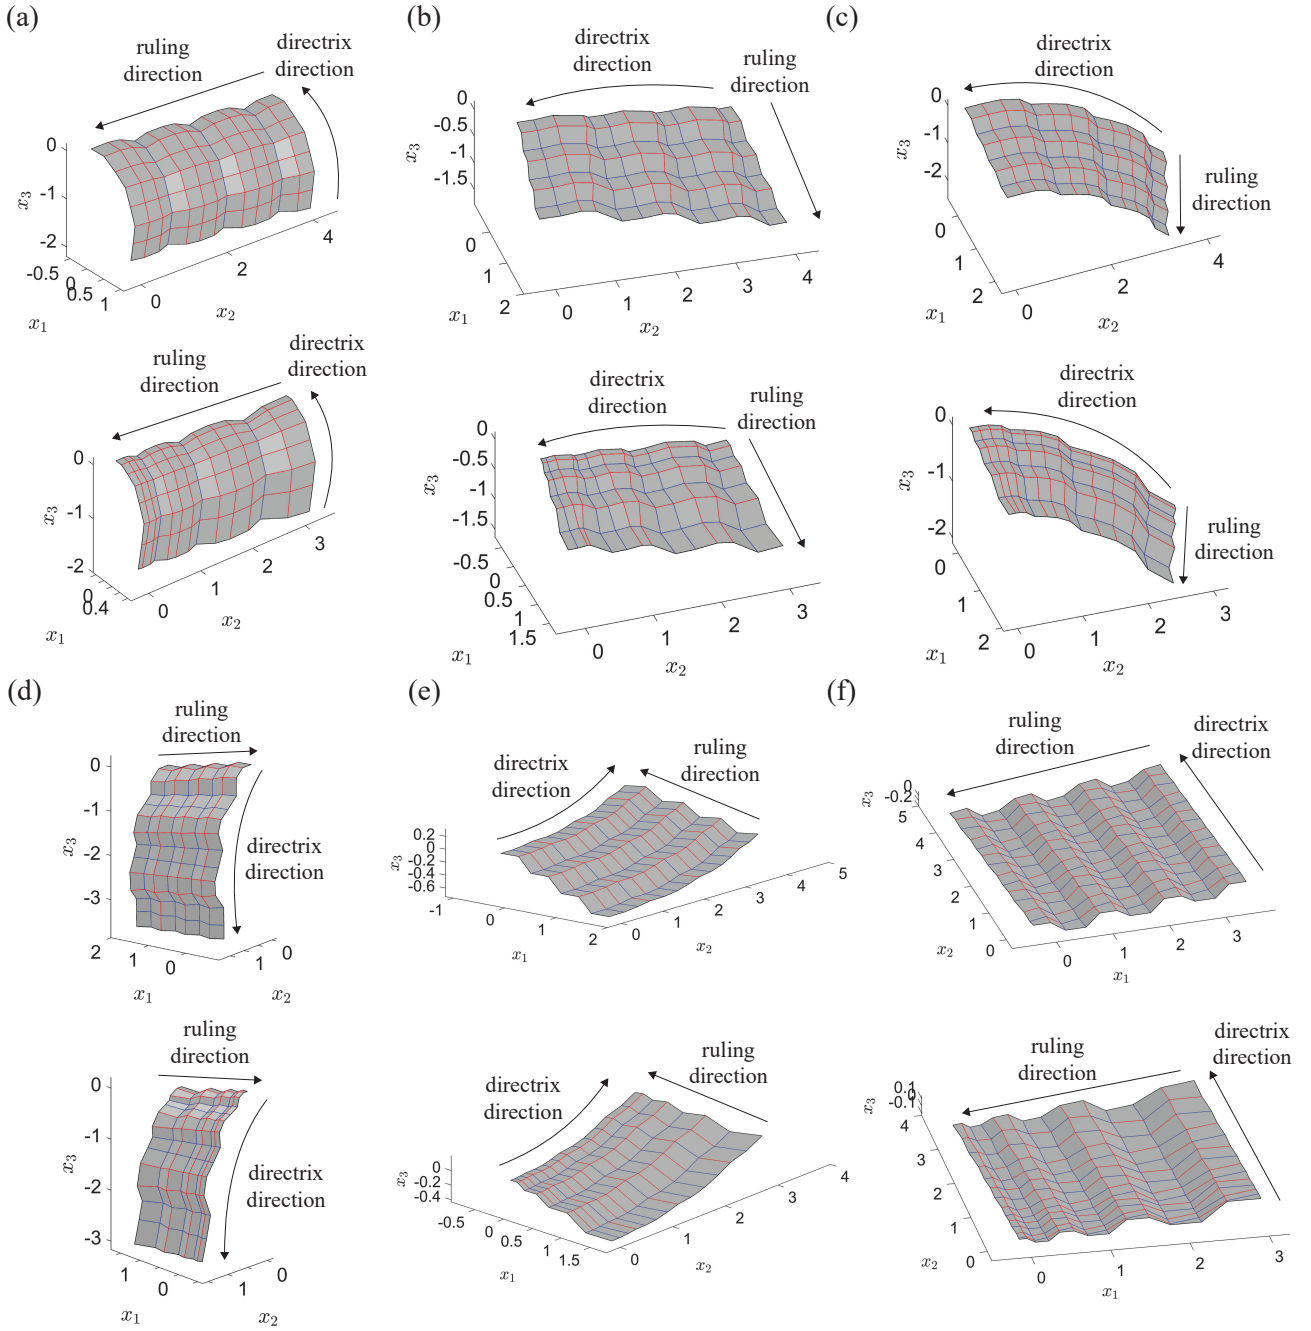 (a)
ruling
direction
directrix
direction
0
-1
-2
x3
-0.5
0
0.5
1
x1
0
2
4
x2
ruling
direction
directrix
direction
0
-1
-2
x3
0
0.4
x1
0
1
2
3
x2
(b)
directrix
direction
ruling
direction
0
-0.5
-1
-1.5
x3
0
1
2
x1
0
1
2
3
4
x2
directrix
direction
ruling
direction
0
-0.5
-1
-1.5
x3
-0.5
0
0.5
1
1.5
x1
0
1
2
3
x2
(c)
directrix
direction
ruling
direction
0
-1
-2
x3
0
1
2
x1
0
2
4
x2
directrix
direction
ruling
direction
0
-1
-2
x3
0
1
2
x1
0
1
2
3
x2
(d)
ruling
direction
directrix
direction
0
-1
-2
-3
x3
2
1
0
x1
1
0
x2
ruling
direction
directrix
direction
0
-1
-2
-3
x3
1
0
x1
1
0
x2
(e)
directrix
direction
ruling
direction
0.2
0
-0.2
-0.4
-0.6
x3
-1
0
1
2
x1
0
1
2
3
4
5
x2
directrix
direction
ruling
direction
0
-0.2
-0.4
x3
-0.5
0
0.5
1
1.5
x1
0
1
2
3
4
x2
(f)
ruling
direction
directrix
direction
0
-0.2
x3
5
4
3
2
1
0
x2
0
1
2
3
x1
ruling
direction
directrix
direction
0.1
0
-0.1
x3
4
3
2
1
0
x2
0
1
2
3
x1